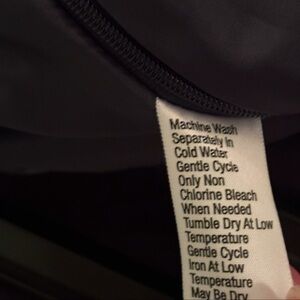 Machine Wash
Separately In
Cold Water
Gentle Cycle
Only Non
Chlorine Bleach
When Needed
Tumble Dry At Low
Temperature
Gentle Cycle
Iron At Low
Temperature
May Be Dry